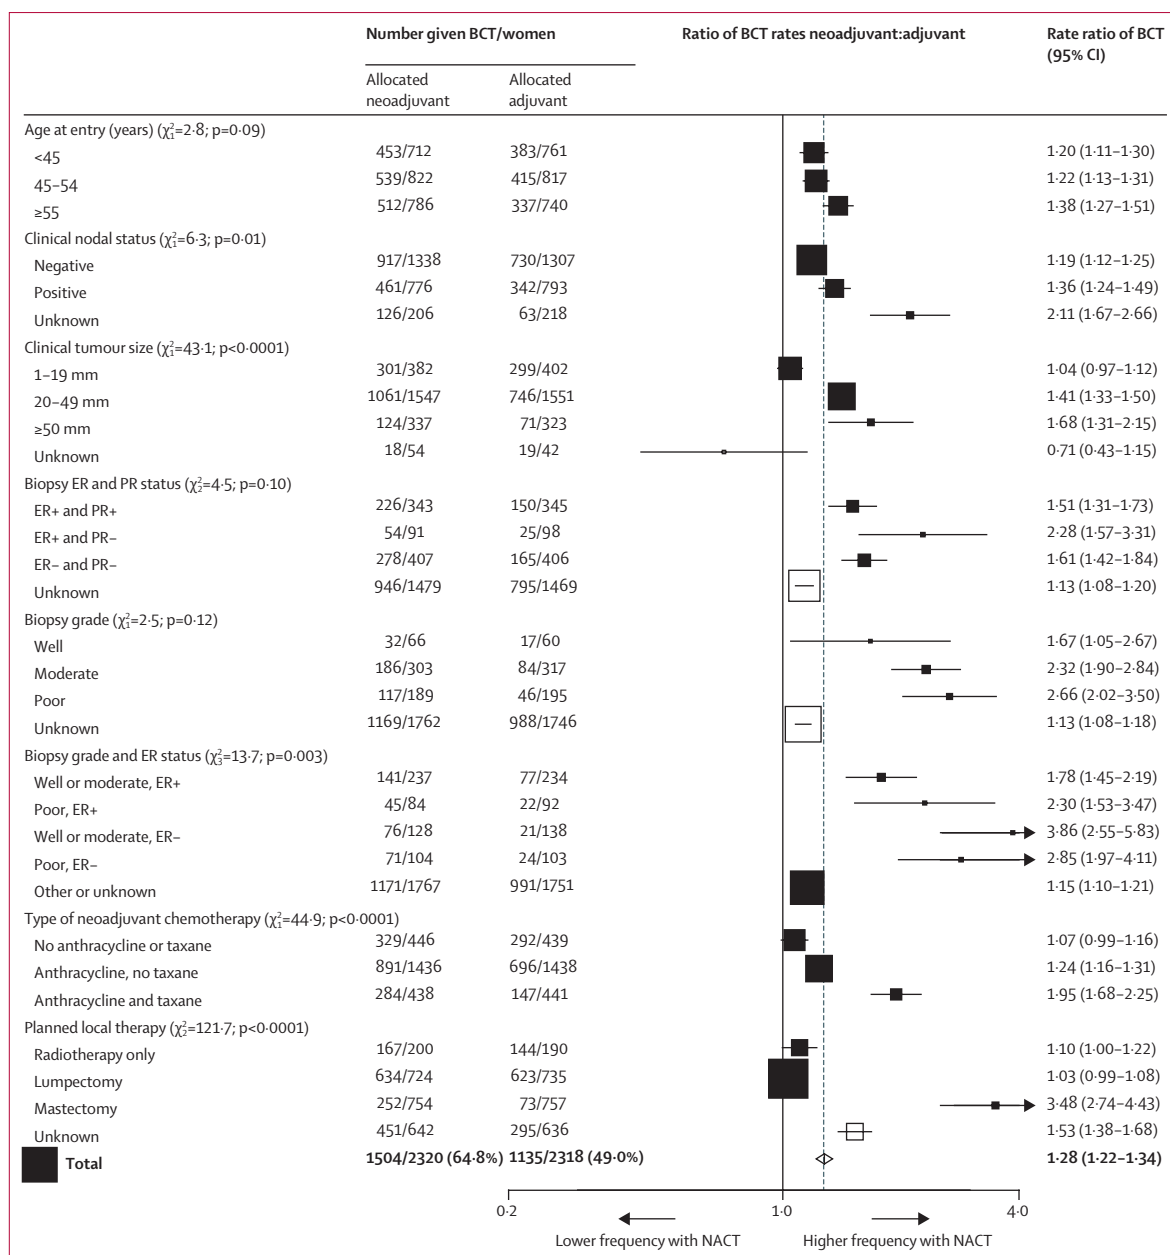 Number given BCT/women Ratio of BCT rates neoadjuvant:adjuvant Rate ratio of BCT
(95% CI)
Allocated Allocated
neoadjuvant adjuvant
Age at entry (years) (χ²₁=2·8; p=0·09)
<45 453/712 383/761 1·20 (1·11–1·30)
45–54 539/822 415/817 1·22 (1·13–1·31)
≥55 512/786 337/740 1·38 (1·27–1·51)
Clinical nodal status (χ²₁=6·3; p=0·01)
Negative 917/1338 730/1307 1·19 (1·12–1·25)
Positive 461/776 342/793 1·36 (1·24–1·49)
Unknown 126/206 63/218 2·11 (1·67–2·66)
Clinical tumour size (χ²₁=43·1; p<0·0001)
1–19 mm 301/382 299/402 1·04 (0·97–1·12)
20–49 mm 1061/1547 746/1551 1·41 (1·33–1·50)
≥50 mm 124/337 71/323 1·68 (1·31–2·15)
Unknown 18/54 19/42 0·71 (0·43–1·15)
Biopsy ER and PR status (χ²₂=4·5; p=0·10)
ER+ and PR+ 226/343 150/345 1·51 (1·31–1·73)
ER+ and PR– 54/91 25/98 2·28 (1·57–3·31)
ER– and PR– 278/407 165/406 1·61 (1·42–1·84)
Unknown 946/1479 795/1469 1·13 (1·08–1·20)
Biopsy grade (χ²₁=2·5; p=0·12)
Well 32/66 17/60 1·67 (1·05–2·67)
Moderate 186/303 84/317 2·32 (1·90–2·84)
Poor 117/189 46/195 2·66 (2·02–3·50)
Unknown 1169/1762 988/1746 1·13 (1·08–1·18)
Biopsy grade and ER status (χ²₃=13·7; p=0·003)
Well or moderate, ER+ 141/237 77/234 1·78 (1·45–2·19)
Poor, ER+ 45/84 22/92 2·30 (1·53–3·47)
Well or moderate, ER– 76/128 21/138 3·86 (2·55–5·83)
Poor, ER– 71/104 24/103 2·85 (1·97–4·11)
Other or unknown 1171/1767 991/1751 1·15 (1·10–1·21)
Type of neoadjuvant chemotherapy (χ²₁=44·9; p<0·0001)
No anthracycline or taxane 329/446 292/439 1·07 (0·99–1·16)
Anthracycline, no taxane 891/1436 696/1438 1·24 (1·16–1·31)
Anthracycline and taxane 284/438 147/441 1·95 (1·68–2·25)
Planned local therapy (χ²₂=121·7; p<0·0001)
Radiotherapy only 167/200 144/190 1·10 (1·00–1·22)
Lumpectomy 634/724 623/735 1·03 (0·99–1·08)
Mastectomy 252/754 73/757 3·48 (2·74–4·43)
Unknown 451/642 295/636 1·53 (1·38–1·68)
Total 1504/2320 (64·8%) 1135/2318 (49·0%) 1·28 (1·22–1·34)
0·2 1·0 4·0
Lower frequency with NACT Higher frequency with NACT